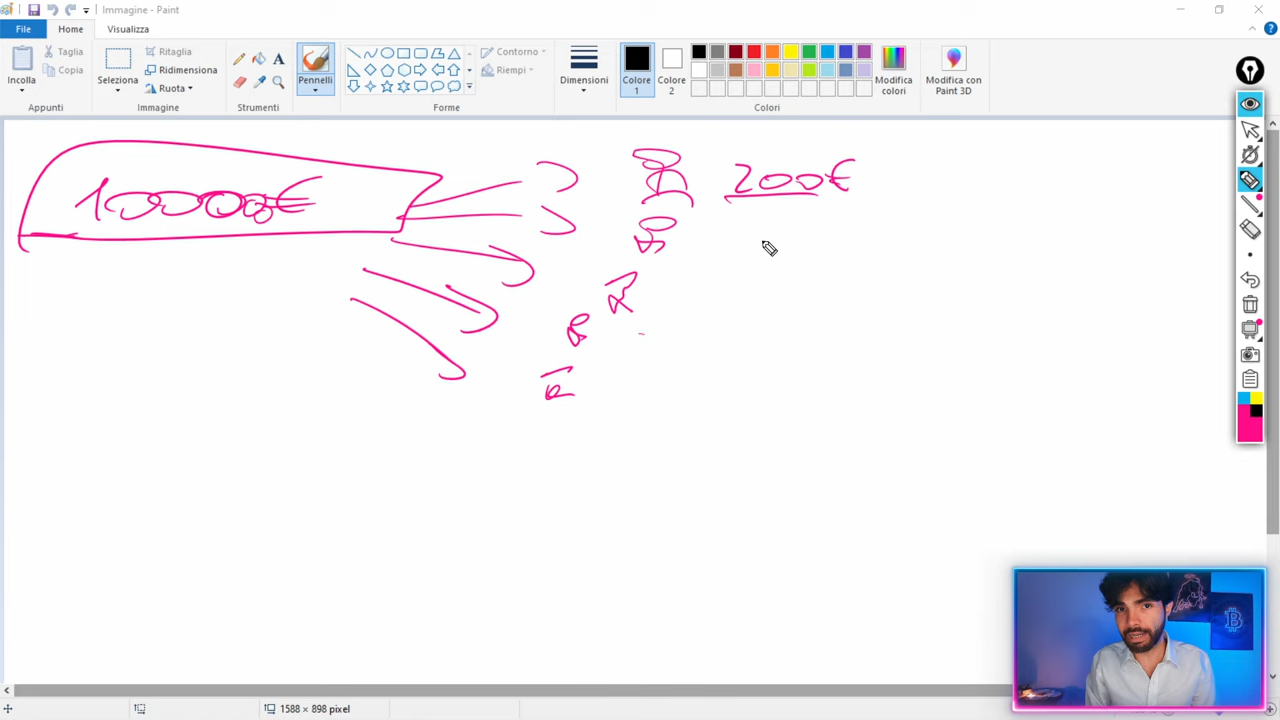 Immagine - Paint
File Home Visualizza
Incolla
Taglia
Copia
Appunti
Seleziona
Ritaglia
Ridimensiona
Ruota
Immagine
Strumenti
Pennelli
Forme
Contorno
Riempi
Dimensioni
Colore 1
Colore 2
Colori
Modifica colori
Modifica con Paint 3D
200€
1588 × 898 pixel